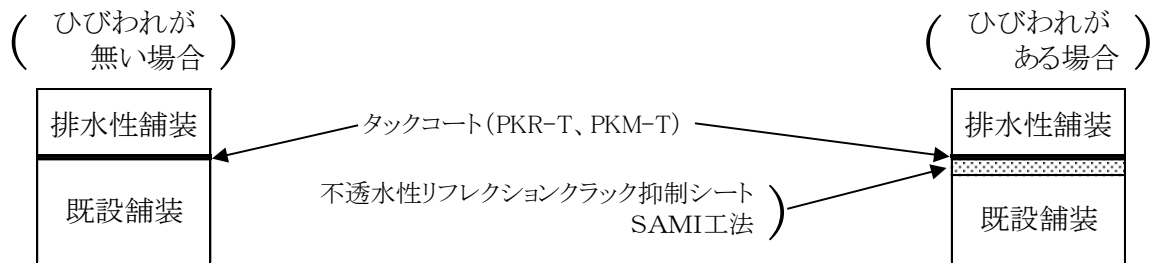 ひびわれが
無い場合
ひびわれが
ある場合
排水性舗装
タックコート(PKR-T、PKM-T)
排水性舗装
既設舗装
不透水性リフレクションクラック抑制シート
SAMI工法
既設舗装